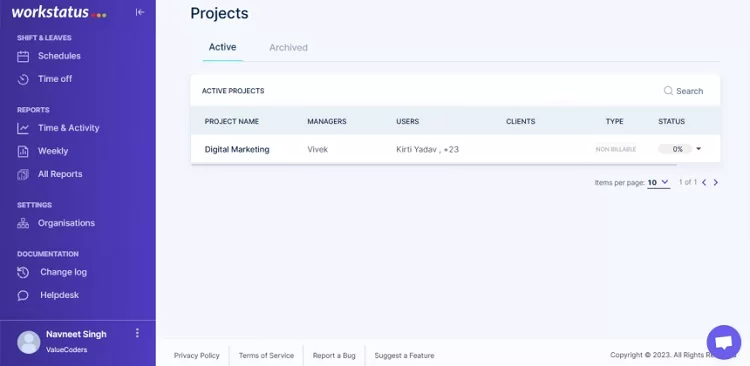 workstatus
SHIFT & LEAVES
Schedules
Time off
REPORTS
Time & Activity
Weekly
All Reports
SETTINGS
Organisations
DOCUMENTATION
Change log
Helpdesk
Navneet Singh
ValueCoders
Projects
Active Archived
ACTIVE PROJECTS Search
PROJECT NAME MANAGERS USERS CLIENTS TYPE STATUS
Digital Marketing Vivek Kirti Yadav , +23 NON BILLABLE 0%
Items per page: 10 1 of 1
Privacy Policy Terms of Service Report a Bug Suggest a Feature Copyright © 2023. All Rights